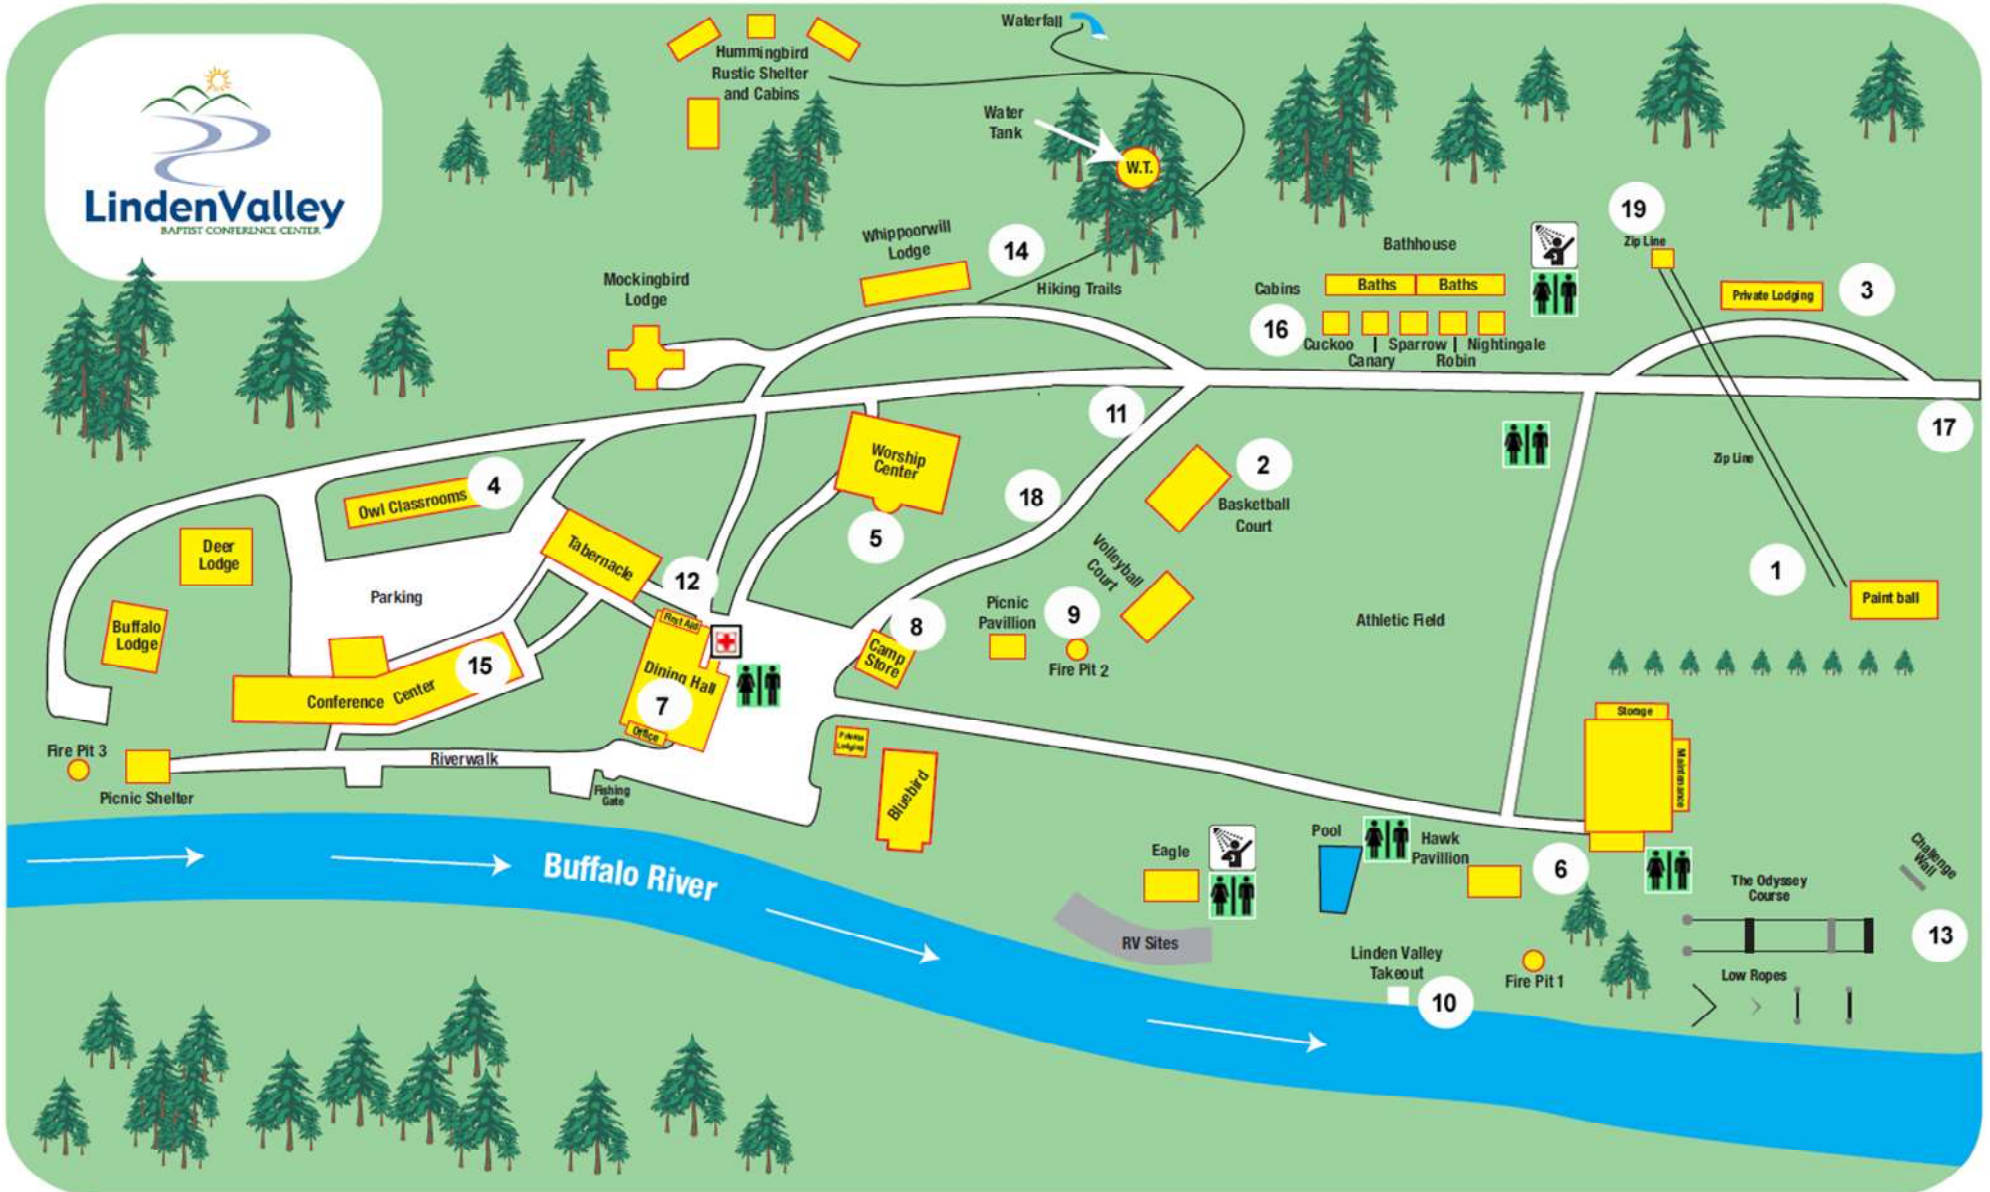 LindenValley
BAPTIST CONFERENCE CENTER
Waterfall
Hummingbird
Rustic Shelter
and Cabins
Water
Tank
W.T.
Whippoorwill
Lodge
14
Hiking Trails
Mockingbird
Lodge
Bathhouse
Cabins
Baths
Baths
16
Cuckoo
Canary
Sparrow
Robin
Nightingale
19
Zip Line
Private Lodging
3
17
Zip Line
1
Paint ball
11
18
2
Basketball
Court
Volleyball
Court
Worship
Center
5
4
Owl Classrooms
Deer
Lodge
Buffalo
Lodge
Parking
Tabernacle
12
First Aid
Dining Hall
7
Office
8
Camp
Store
Picnic
Pavillion
9
Fire Pit 2
Athletic Field
15
Conference Center
Fire Pit 3
Picnic Shelter
Riverwalk
Fishing
Gate
Private
Lodging
Bluebird
Storage
Maintenance
Buffalo River
Eagle
RV Sites
Pool
Hawk
Pavillion
6
Linden Valley
Takeout
10
Fire Pit 1
The Odyssey
Course
Challenge
Wall
13
Low Ropes